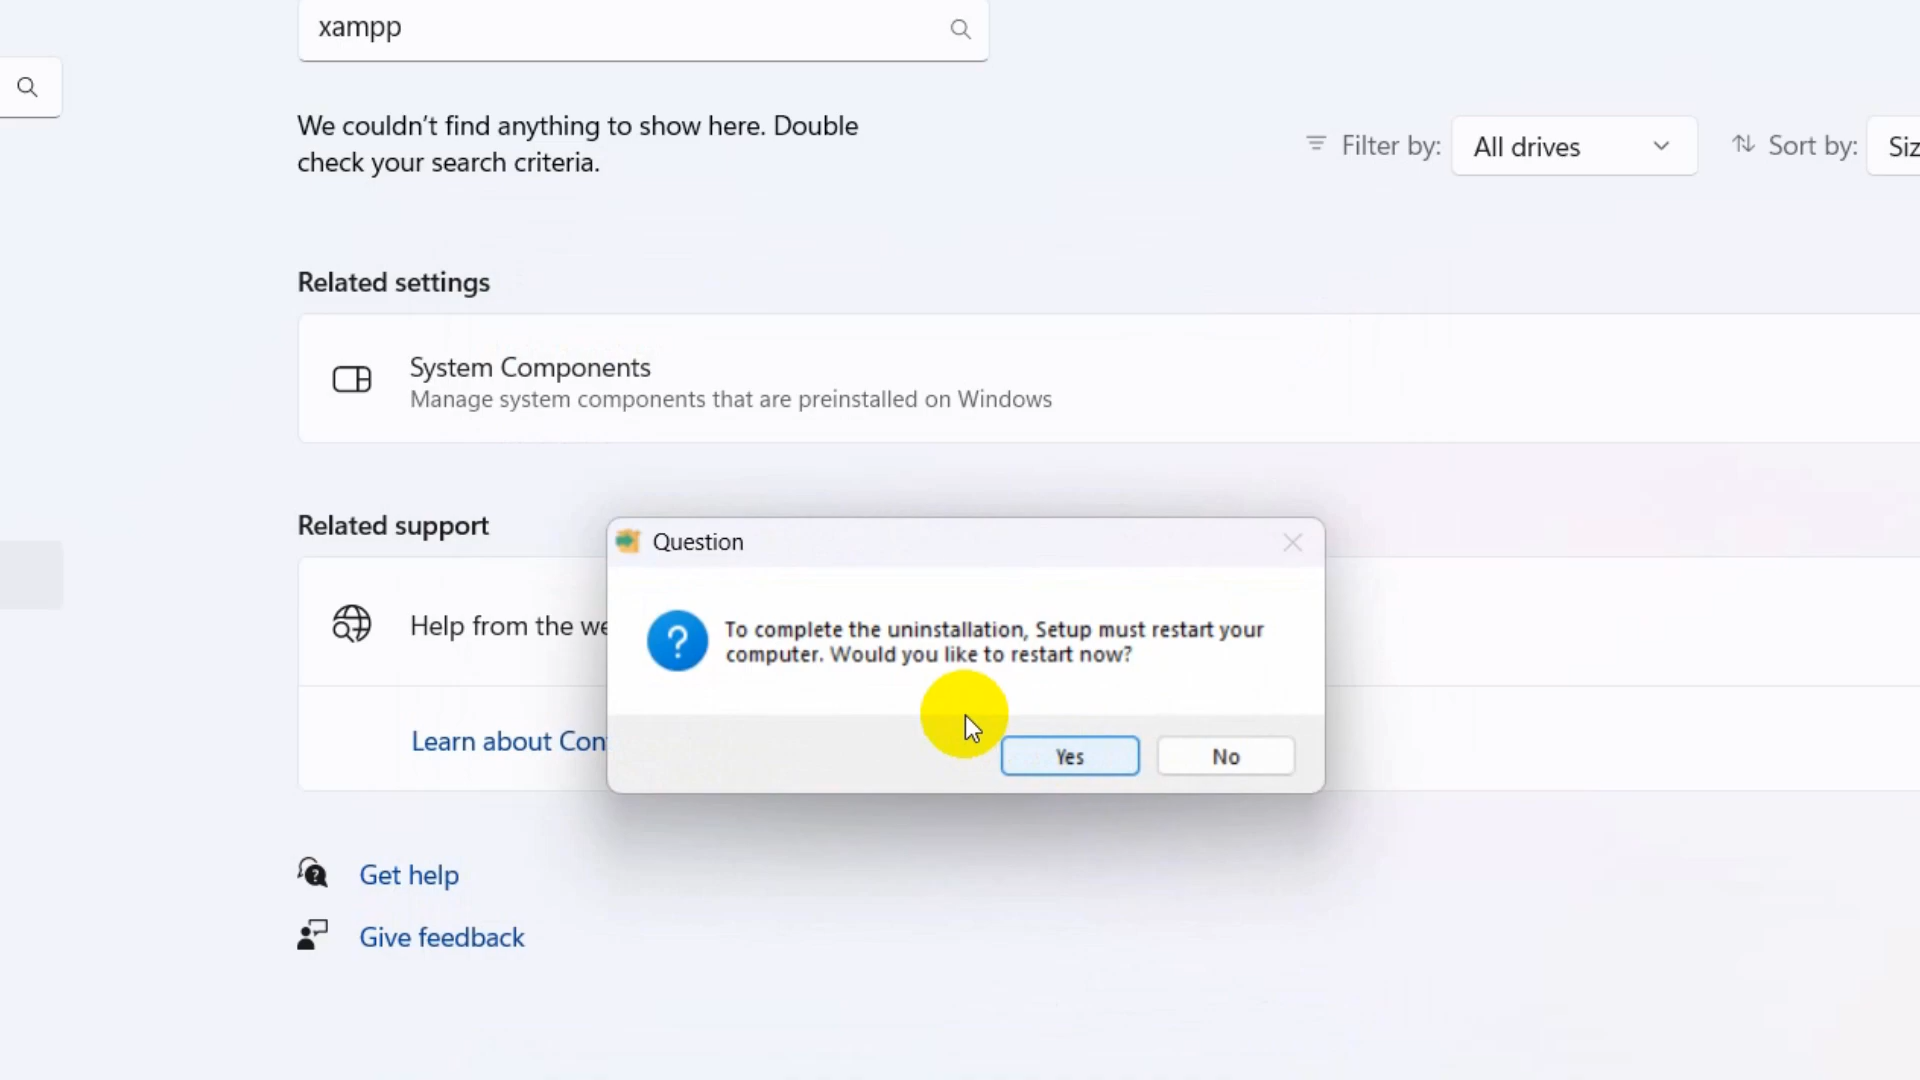 xampp
We couldn't find anything to show here. Double
check your search criteria.
Filter by: All drives
Sort by: Siz
Related settings
System Components
Manage system components that are preinstalled on Windows
Related support
Question
To complete the uninstallation, Setup must restart your
computer. Would you like to restart now?
Help from the we
Learn about Con
Yes
No
Get help
Give feedback